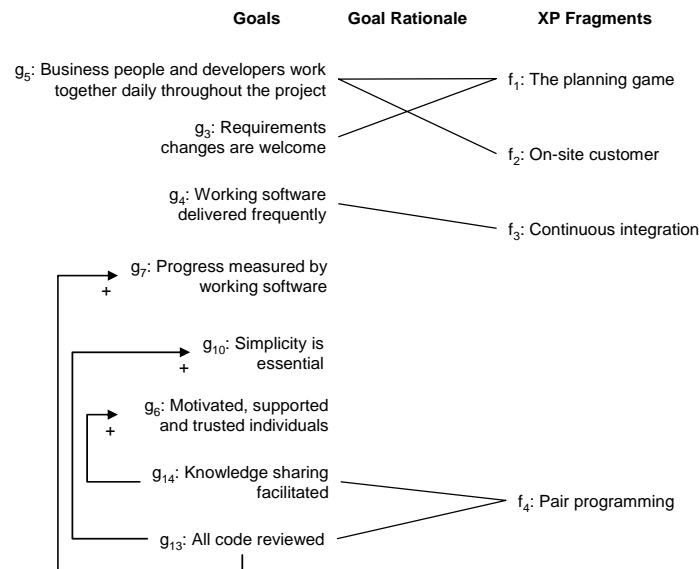 Goals Goal Rationale XP Fragments
g5: Business people and developers work
together daily throughout the project
f1: The planning game
g3: Requirements
changes are welcome
f2: On-site customer
g4: Working software
delivered frequently
f3: Continuous integration
g7: Progress measured by
working software
+
g10: Simplicity is
essential
+
g6: Motivated, supported
and trusted individuals
+
g14: Knowledge sharing
facilitated
f4: Pair programming
g13: All code reviewed